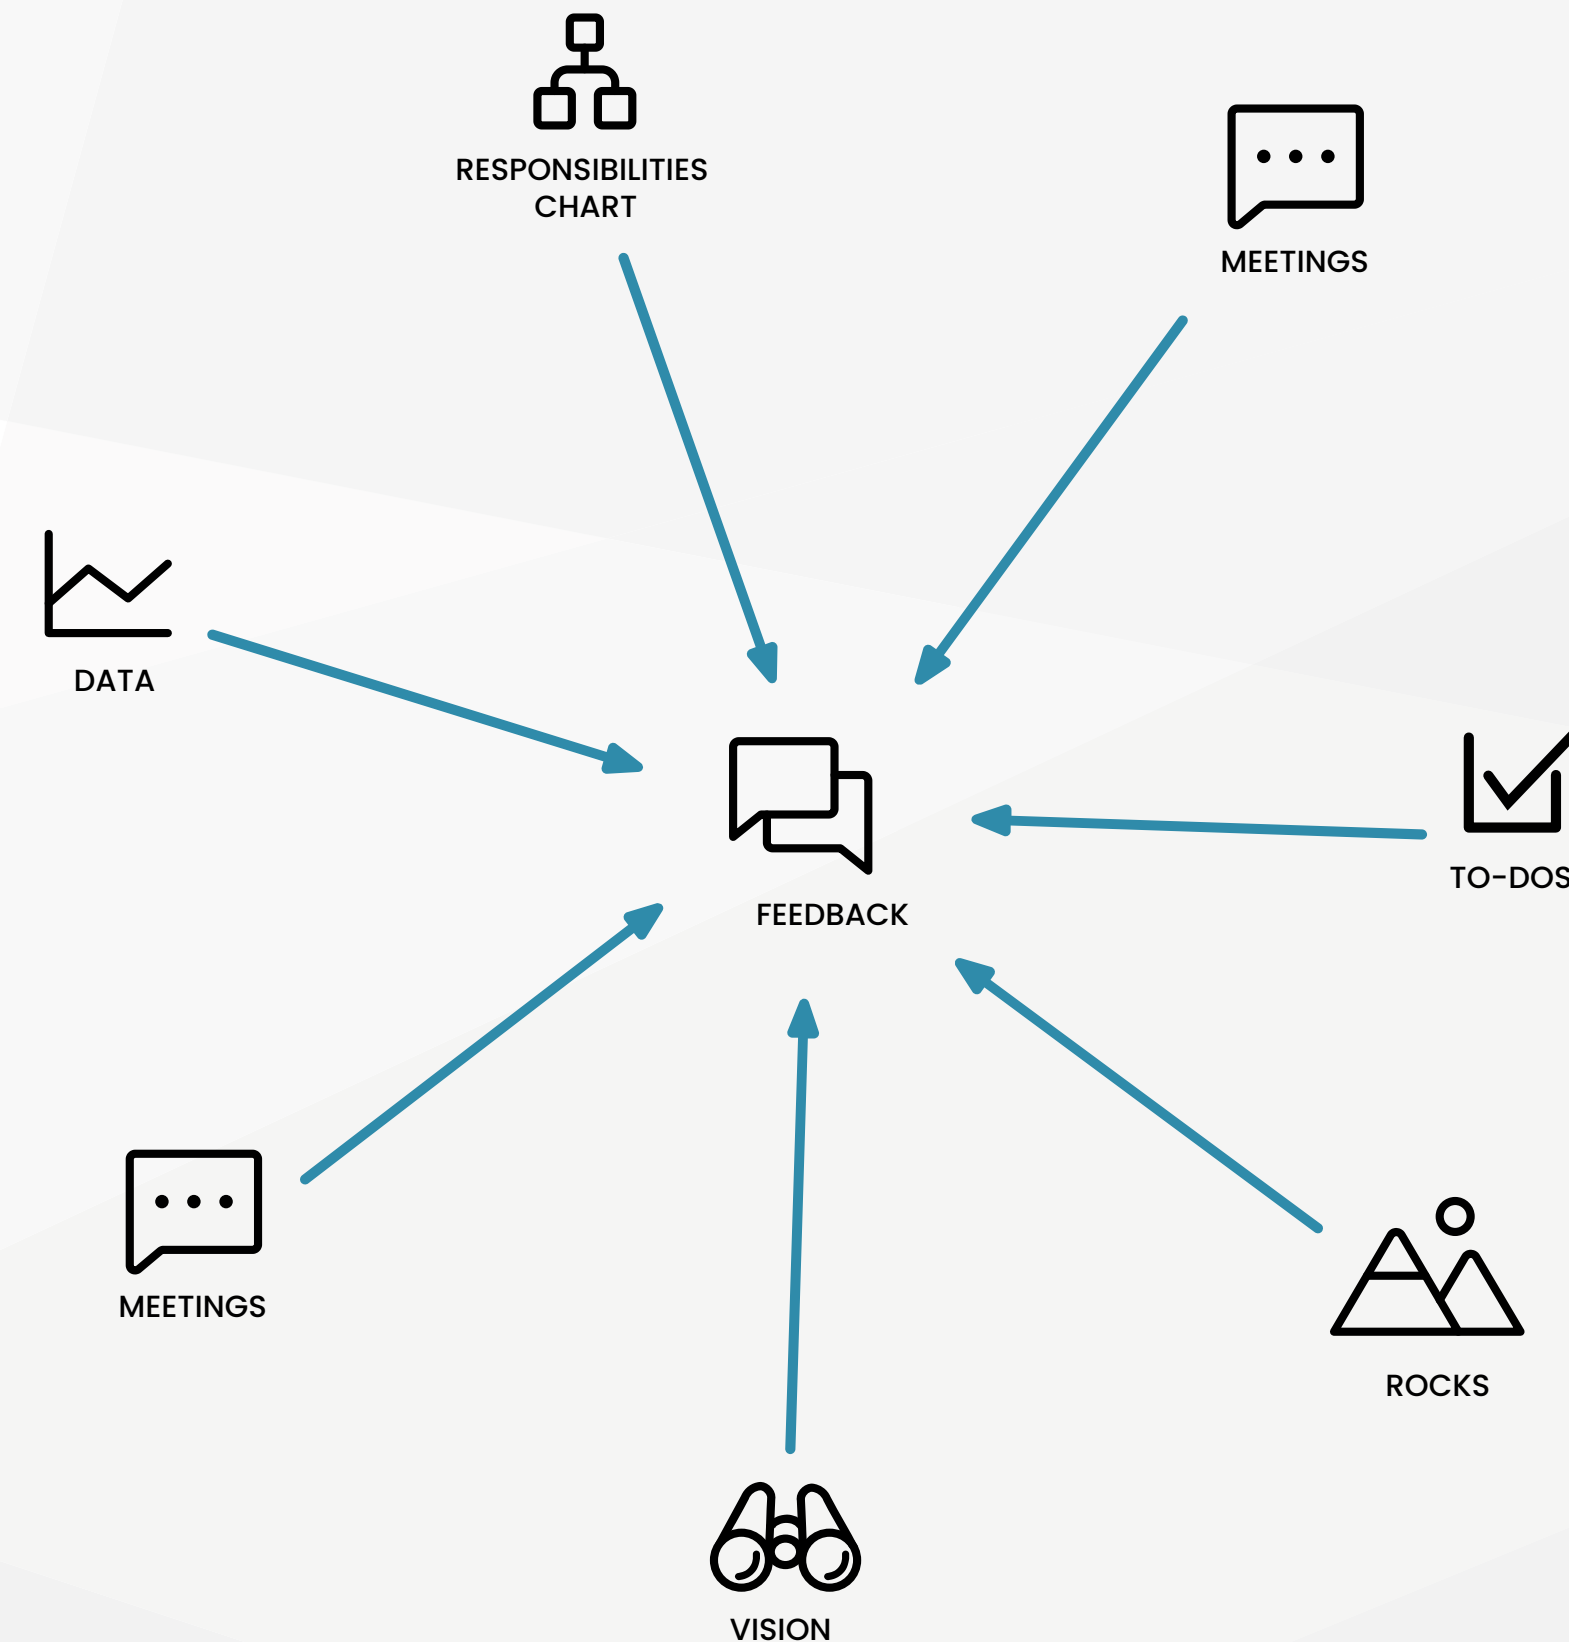 RESPONSIBILITIES
CHART
MEETINGS
DATA
TO-DOS
FEEDBACK
MEETINGS
ROCKS
VISION